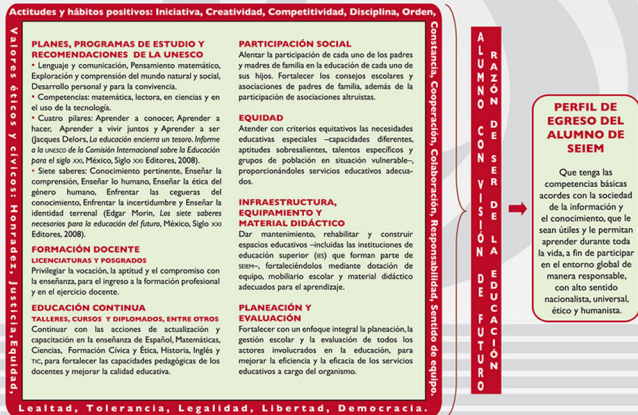 Actitudes y hábitos positivos: Iniciativa, Creatividad, Competitividad, Disciplina, Orden,
Constancia, Cooperación, Colaboración, Responsabilidad, Sentido de equipo.
Valores éticos y cívicos: Honradez, Justicia, Equidad,
Lealtad, Tolerancia, Legalidad, Libertad, Democracia.
PLANES, PROGRAMAS DE ESTUDIO Y
RECOMENDACIONES DE LA UNESCO
• Lenguaje y comunicación, Pensamiento matemático,
Exploración y comprensión del mundo natural y social,
Desarrollo personal y para la convivencia.
• Competencias: matemática, lectora, en ciencias y en
el uso de la tecnología.
• Cuatro pilares: Aprender a conocer, Aprender a
hacer, Aprender a vivir juntos y Aprender a ser
(Jacques Delors, La educación encierra un tesoro. Informe
a la UNESCO de la Comisión Internacional sobre la Educación
para el siglo XXI, México, Siglo XXI Editores, 2008).
• Siete saberes: Conocimiento pertinente, Enseñar la
comprensión, Enseñar lo humano, Enseñar la ética del
género humano, Enfrentar las cegueras del
conocimiento, Enfrentar la incertidumbre y Enseñar la
identidad terrenal (Edgar Morin, Los siete saberes
necesarios para la educación del futuro, México, Siglo XXI
Editores, 2008).
FORMACIÓN DOCENTE
LICENCIATURAS Y POSGRADOS
Privilegiar la vocación, la aptitud y el compromiso con
la enseñanza, para el ingreso a la formación profesional
y en el ejercicio docente.
EDUCACIÓN CONTINUA
TALLERES, CURSOS Y DIPLOMADOS, ENTRE OTROS
Continuar con las acciones de actualización y
capacitación en la enseñanza de Español, Matemáticas,
Ciencias, Formación Cívica y Ética, Historia, Inglés y
TIC, para fortalecer las capacidades pedagógicas de los
docentes y mejorar la calidad educativa.
PARTICIPACIÓN SOCIAL
Alentar la participación de cada uno de los padres
y madres de familia en la educación de cada uno de
sus hijos. Fortalecer los consejos escolares y
asociaciones de padres de familia, además de la
participación de asociaciones altruistas.
EQUIDAD
Atender con criterios equitativos las necesidades
educativas especiales –capacidades diferentes,
aptitudes sobresalientes, talentos específicos y
grupos de población en situación vulnerable–,
proporcionándoles servicios educativos adecua-
dos.
INFRAESTRUCTURA,
EQUIPAMIENTO Y
MATERIAL DIDÁCTICO
Dar mantenimiento, rehabilitar y construir
espacios educativos –incluidas las instituciones de
educación superior (IES) que forman parte de
SEIEM–, fortaleciéndolos mediante dotación de
equipo, mobiliario escolar y material didáctico
adecuados para el aprendizaje.
PLANEACIÓN Y
EVALUACIÓN
Fortalecer con un enfoque integral la planeación, la
gestión escolar y la evaluación de todos los
actores involucrados en la educación, para
mejorar la eficiencia y la eficacia de los servicios
educativos a cargo del organismo.
ALUMNO CON VISIÓN DE FUTURO
RAZÓN DE SER DE LA EDUCACIÓN
PERFIL DE
EGRESO DEL
ALUMNO DE
SEIEM
Que tenga las
competencias básicas
acordes con la sociedad
de la información y
el conocimiento, que le
sean útiles y le permitan
aprender durante toda
la vida, a fin de participar
en el entorno global de
manera responsable,
con alto sentido
nacionalista, universal,
ético y humanista.